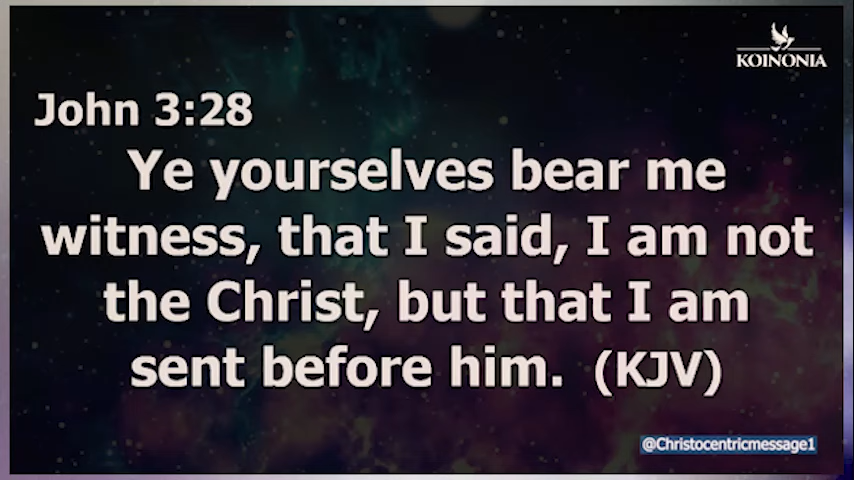 KOINONIA
John 3:28
Ye yourselves bear me
witness, that I said, I am not
the Christ, but that I am
sent before him. (KJV)
@Christocentricmessage1